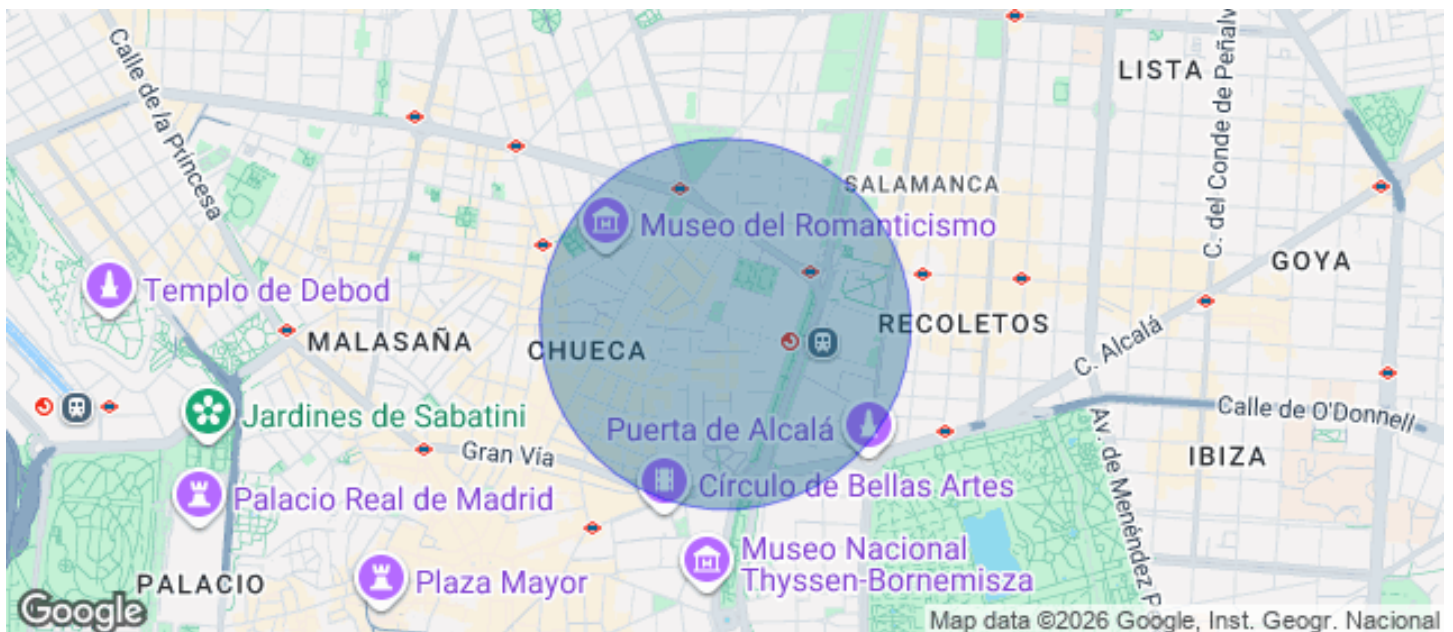 Calle de la Princesa
LISTA
C. del Conde de Peñalv
SALAMANCA
Museo del Romanticismo
GOYA
Templo de Debod
MALASAÑA
CHUECA
RECOLETOS
C. Alcalá
Jardines de Sabatini
Puerta de Alcalá
Calle de O'Donnell
Gran Vía
IBIZA
Av. de Menéndez P
Palacio Real de Madrid
Círculo de Bellas Artes
Museo Nacional
Thyssen-Bornemisza
PALACIO
Plaza Mayor
Google
Map data ©2026 Google, Inst. Geogr. Nacional